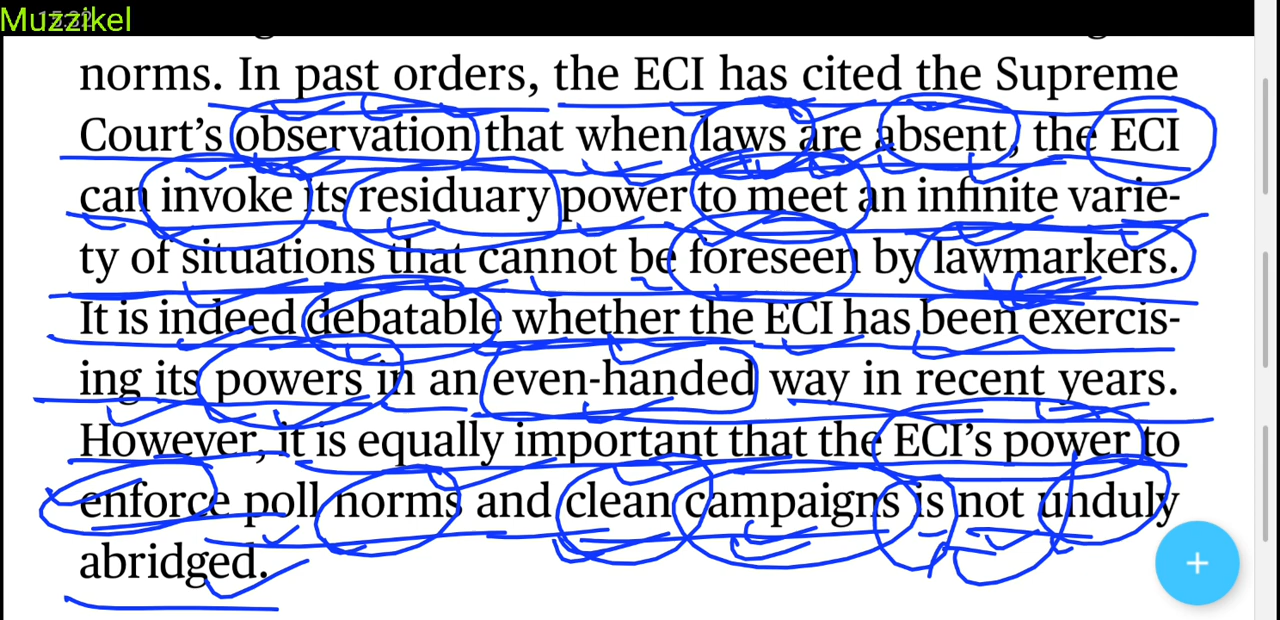 Muzzikel
norms. In past orders, the ECI has cited the Supreme
Court's observation that when laws are absent, the ECI
can invoke its residuary power to meet an infinite varie-
ty of situations that cannot be foreseen by lawmarkers.
It is indeed debatable whether the ECI has been exercis-
ing its powers in an even-handed way in recent years.
However, it is equally important that the ECI's power to
enforce poll norms and clean campaigns is not unduly
abridged.